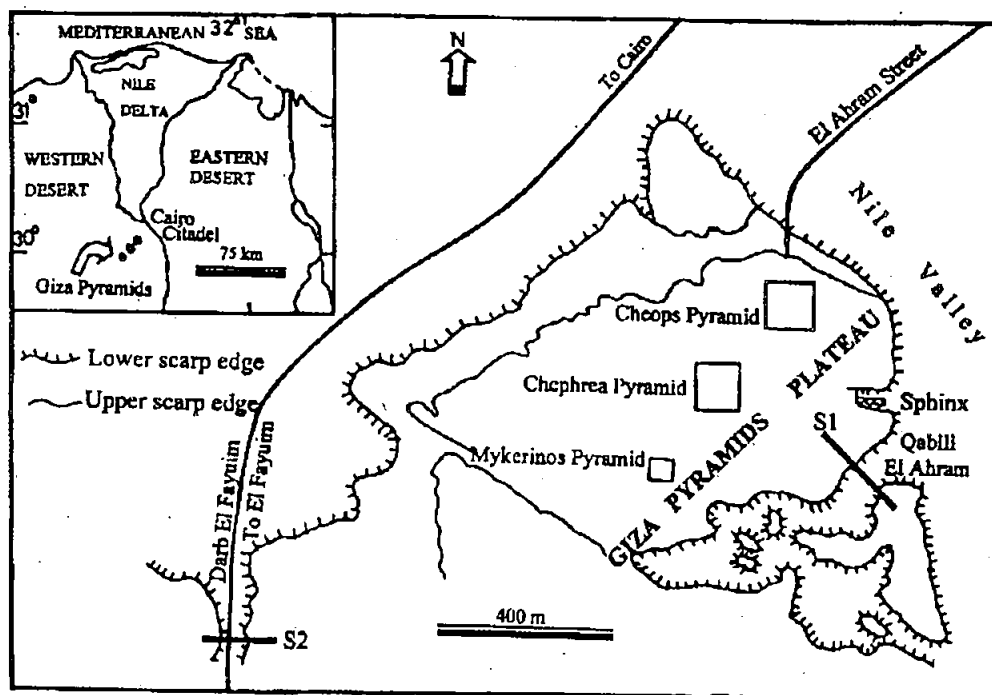 MEDITERRANEAN 32° SEA
NILE
DELTA
31°
WESTERN
DESERT
EASTERN
DESERT
Cairo
Citadel
30°
75 km
Giza Pyramids
N
To Cairo
El Ahram Street
Nile Valley
Lower scarp edge
Upper scarp edge
Cheops Pyramid
Chephrea Pyramid
Mykerinos Pyramid
GIZA PYRAMIDS PLATEAU
Sphinx
S1
Qabili
El Ahram
Darb El Fayuim
To El Fayuim
400 m
S2